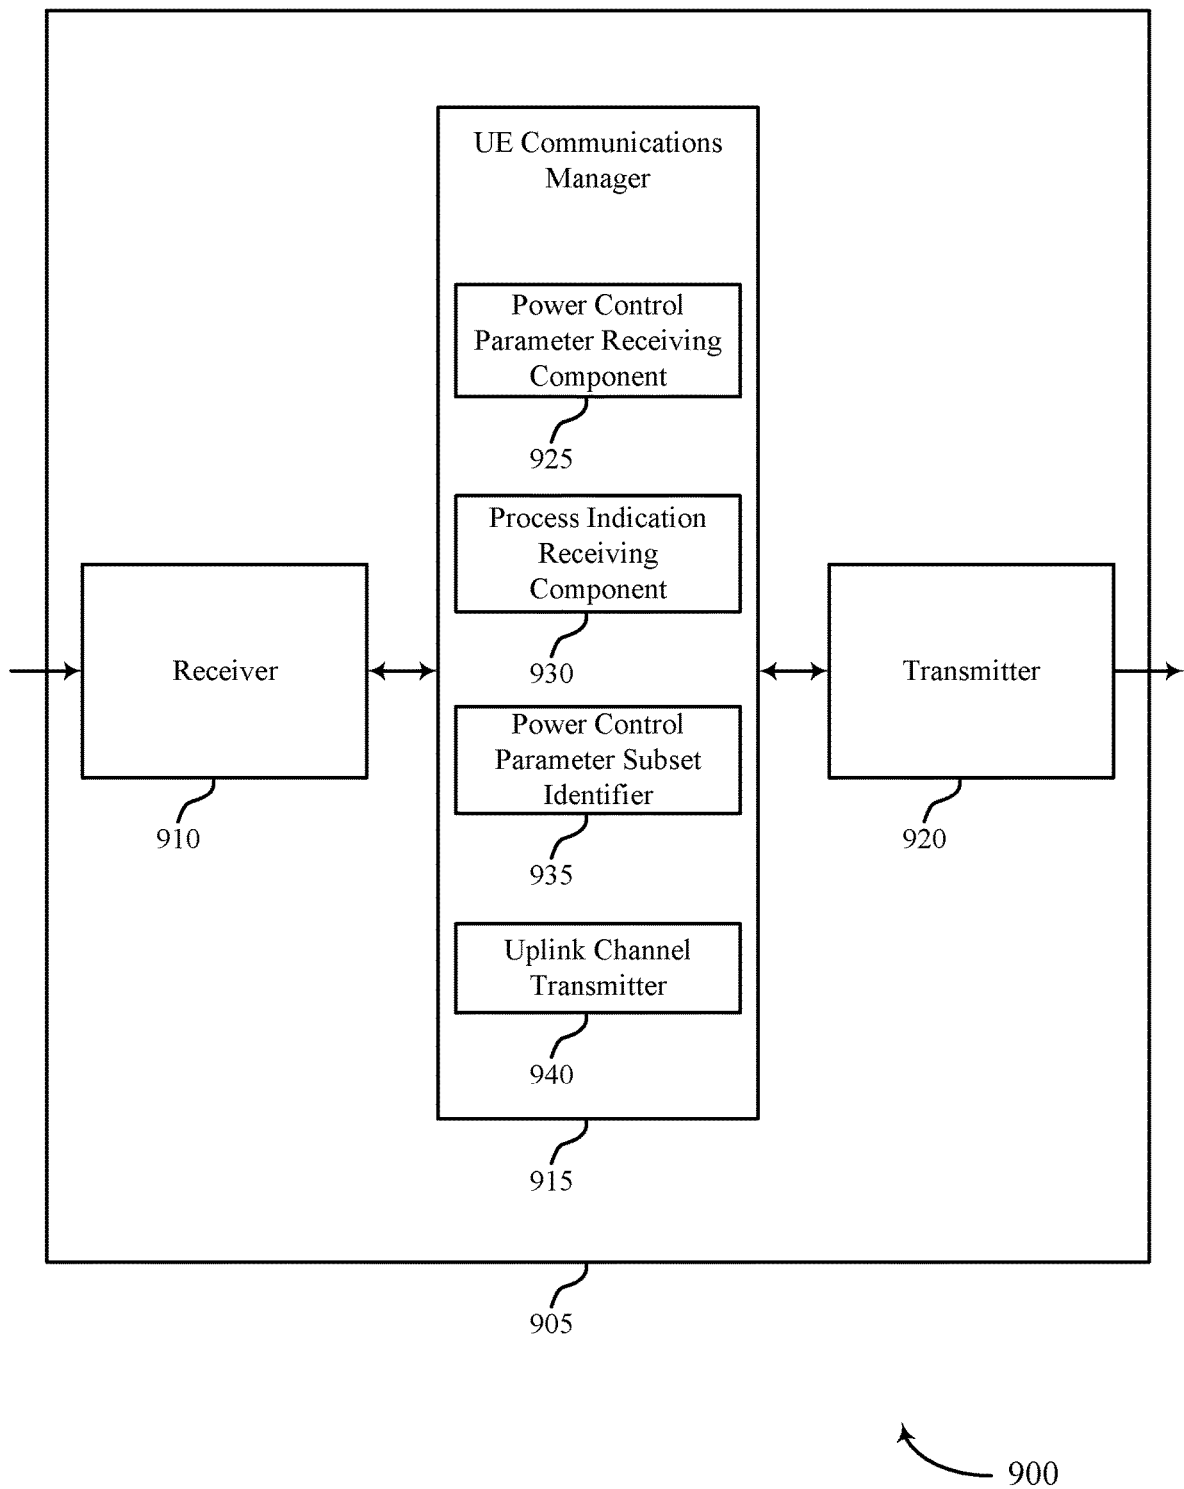 UE Communications
Manager
Power Control
Parameter Receiving
Component
925
Process Indication
Receiving
Component
930
Receiver
910
Transmitter
920
Power Control
Parameter Subset
Identifier
935
Uplink Channel
Transmitter
940
915
905
900